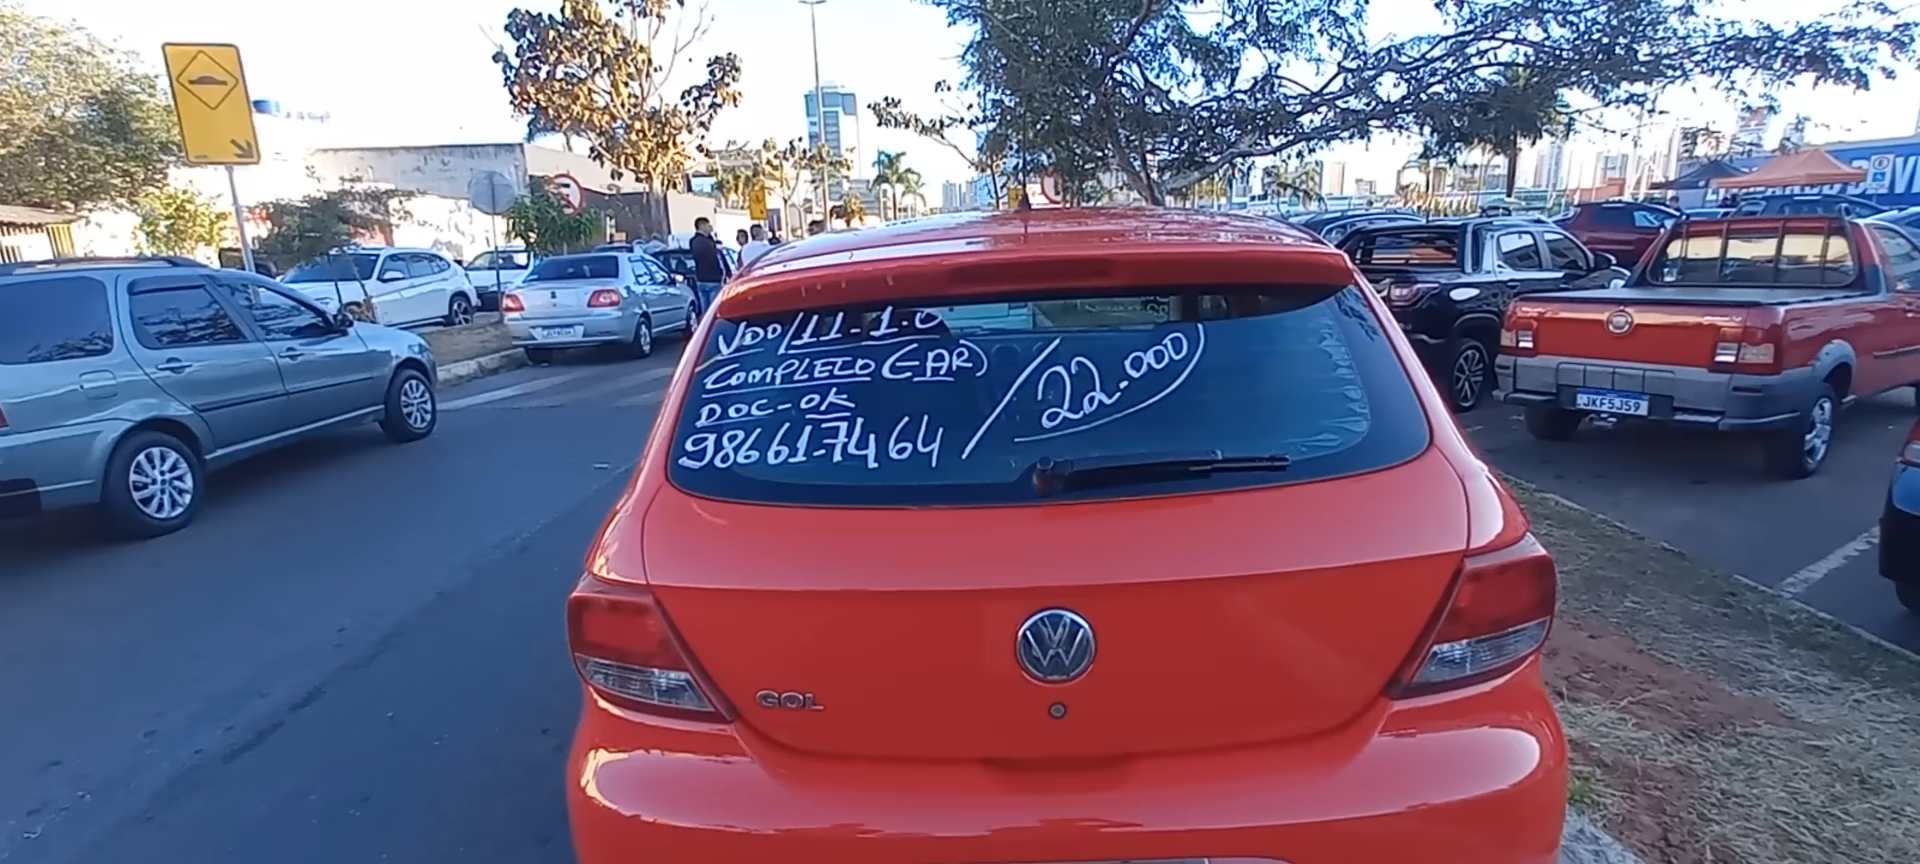 VDO/11-1.0
COMPLETO (-AR)
DOC-OK
98661-7464 / 22.000
GOL
JKF5J59